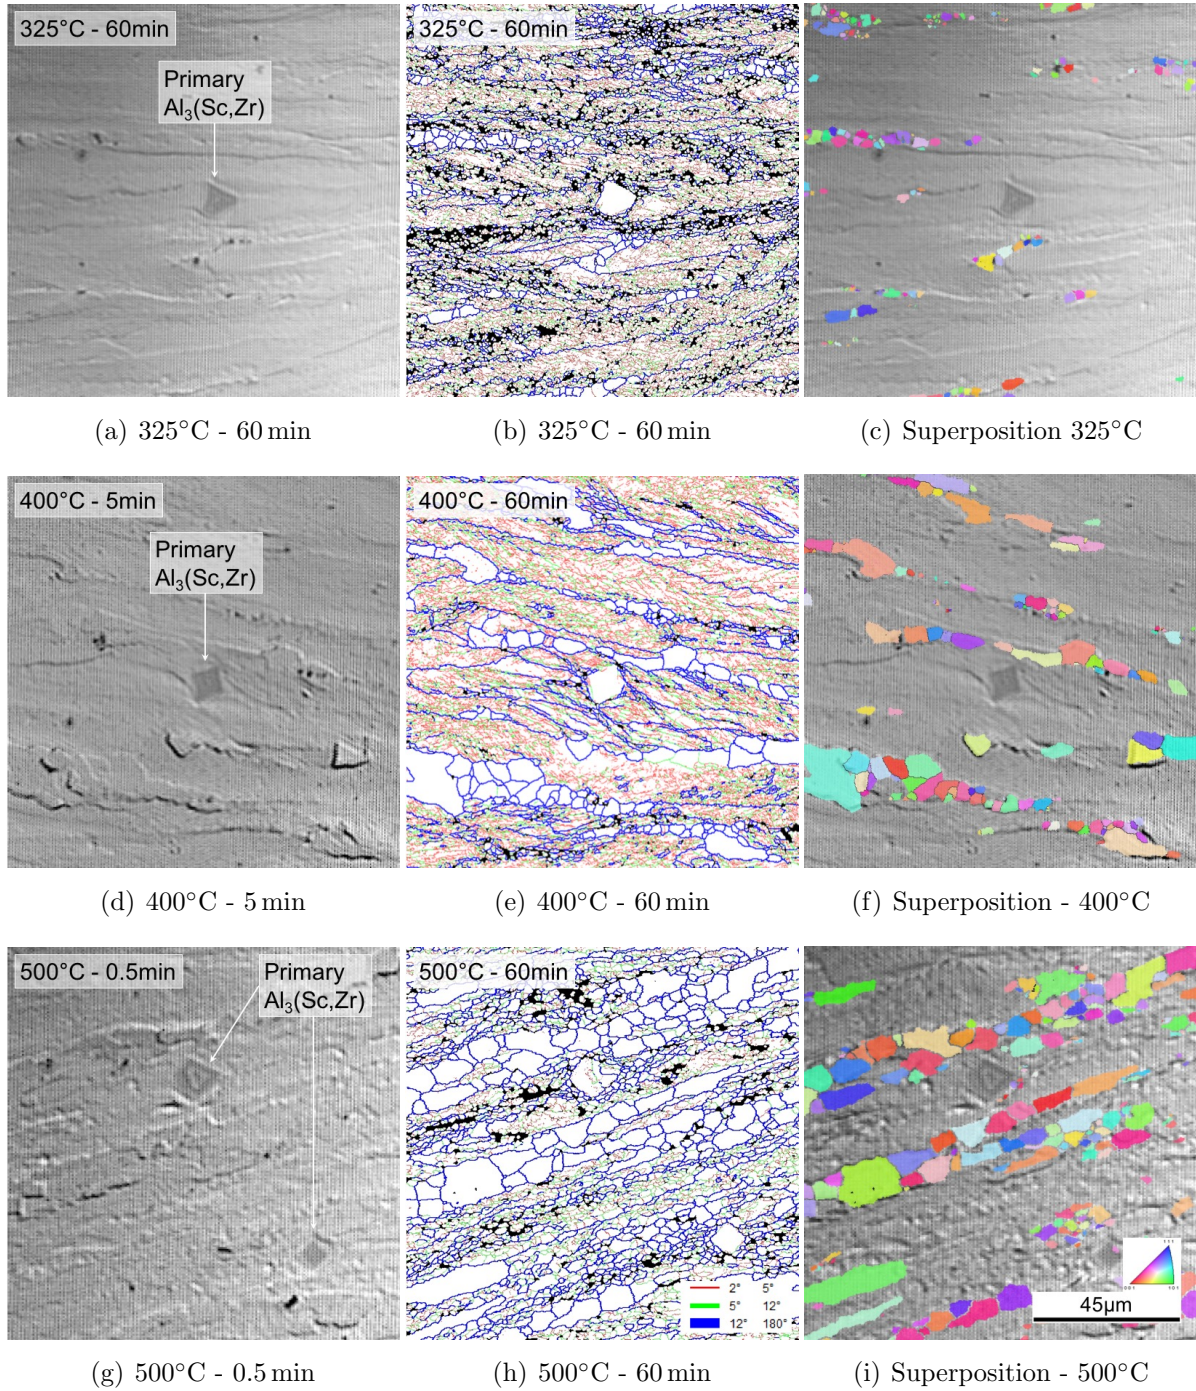 325°C - 60min
Primary
Al₃(Sc,Zr)
325°C - 60min
(a) 325°C - 60 min
(b) 325°C - 60 min
(c) Superposition 325°C
400°C - 5min
Primary
Al₃(Sc,Zr)
400°C - 60min
(d) 400°C - 5 min
(e) 400°C - 60 min
(f) Superposition - 400°C
500°C - 0.5min
Primary
Al₃(Sc,Zr)
500°C - 60min
2° 5°
5° 12°
12° 180°
111
001 101
45µm
(g) 500°C - 0.5 min
(h) 500°C - 60 min
(i) Superposition - 500°C